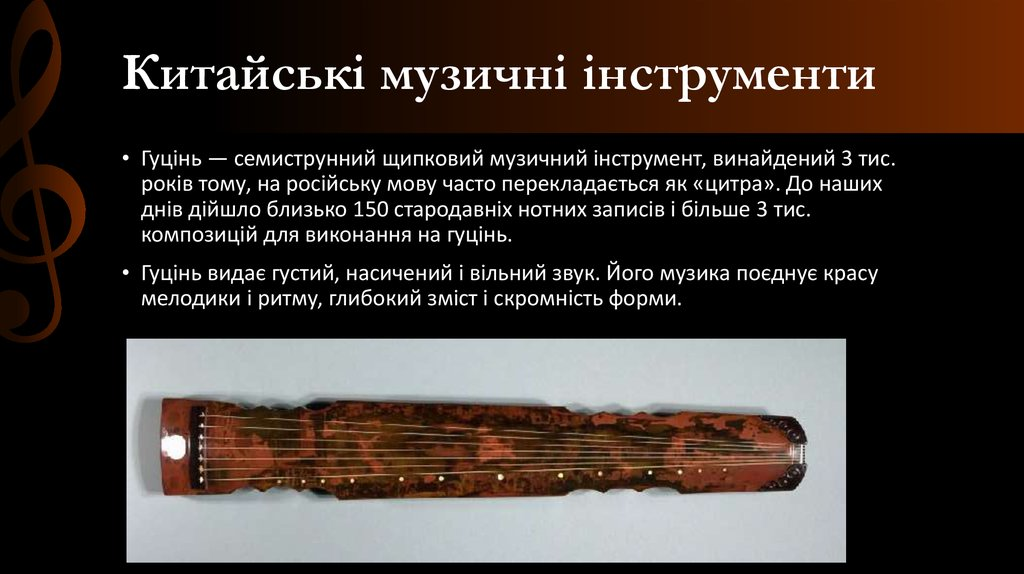 Китайські музичні інструменти
• Гуцінь — семиструнний щипковий музичний інструмент, винайдений 3 тис.
років тому, на російську мову часто перекладається як «цитра». До наших
днів дійшло близько 150 стародавніх нотних записів і більше 3 тис.
композицій для виконання на гуцінь.
• Гуцінь видає густий, насичений і вільний звук. Його музика поєднує красу
мелодики і ритму, глибокий зміст і скромність форми.